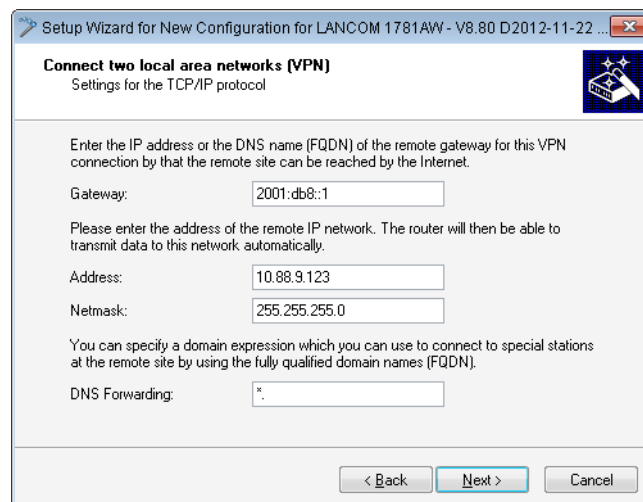 Setup Wizard for New Configuration for LANCOM 1781AW - V8.80 D2012-11-22 ...
Connect two local area networks (VPN)
Settings for the TCP/IP protocol
Enter the IP address or the DNS name (FQDN) of the remote gateway for this VPN
connection by that the remote site can be reached by the Internet.
Gateway: 2001:db8::1
Please enter the address of the remote IP network. The router will then be able to
transmit data to this network automatically.
Address: 10.88.9.123
Netmask: 255.255.255.0
You can specify a domain expression which you can use to connect to special stations
at the remote site by using the fully qualified domain names (FQDN).
DNS Forwarding: *.
< Back Next > Cancel